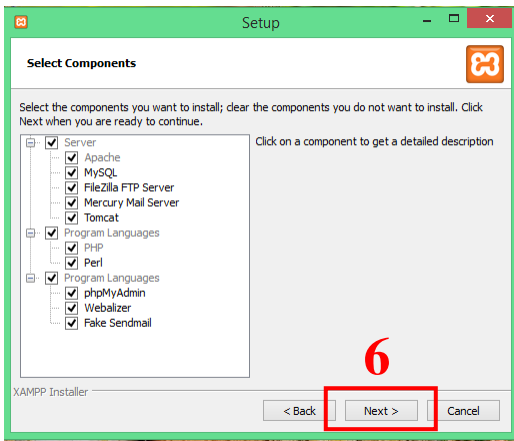 Setup
Select Components
Select the components you want to install; clear the components you do not want to install. Click
Next when you are ready to continue.
Server
Apache
MySQL
FileZilla FTP Server
Mercury Mail Server
Tomcat
Program Languages
PHP
Perl
Program Languages
phpMyAdmin
Webalizer
Fake Sendmail
Click on a component to get a detailed description
6
XAMPP Installer
< Back
Next >
Cancel